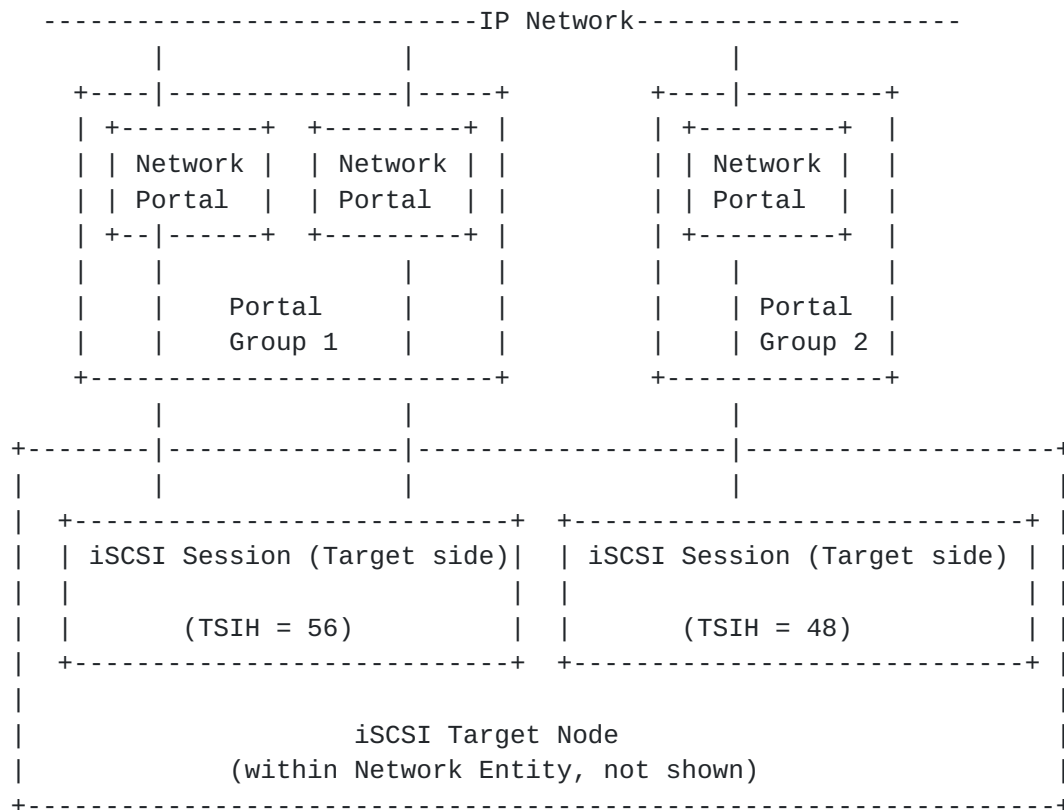 IP Network
Network Network Network
Portal Portal Portal
Portal Portal
Group 1 Group 2
iSCSI Session (Target side) iSCSI Session (Target side)
(TSIH = 56) (TSIH = 48)
iSCSI Target Node
(within Network Entity, not shown)